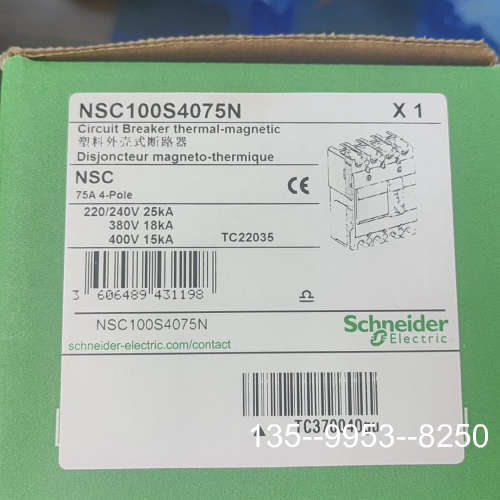 NSC100S4075N X 1
Circuit Breaker thermal-magnetic
塑料外壳式断路器
Disjoncteur magneto-thermique
NSC
75A 4-Pole
CE
220/240V 25kA
380V 18kA
400V 15kA TC22035
3 606489 431198
NSC100S4075N
Schneider
Electric
schneider-electric.com/contact
135--9953--8250